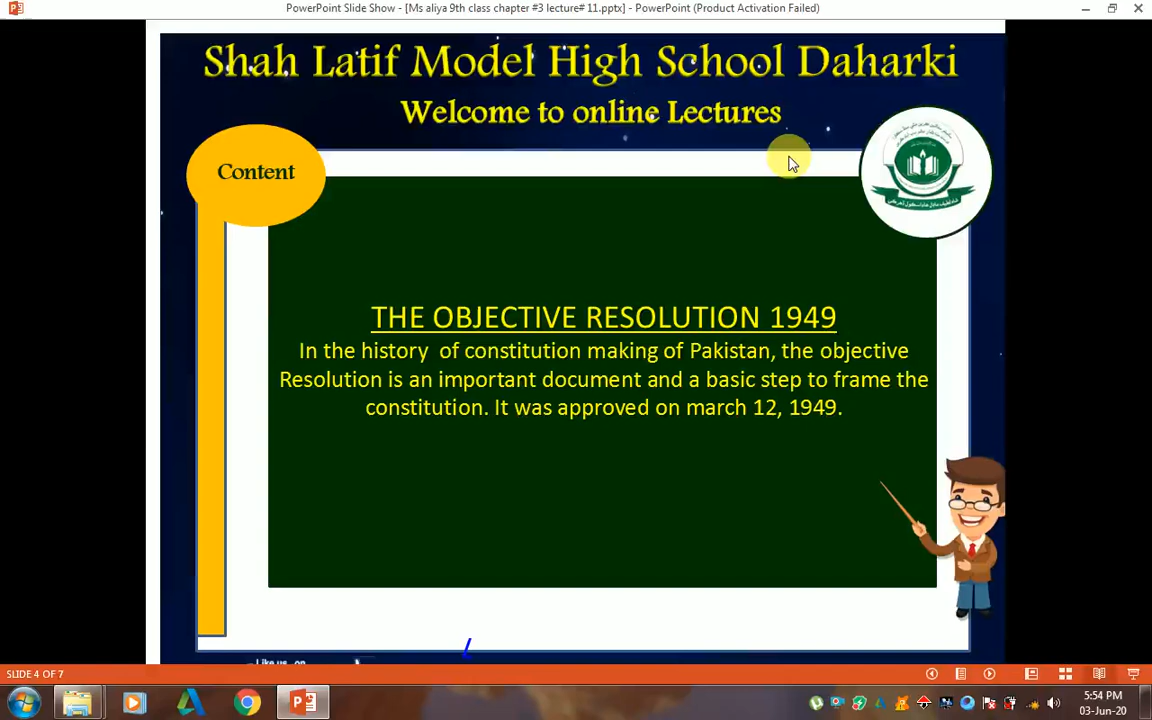 PowerPoint Slide Show - [Ms aliya 9th class chapter #3 lecture# 11.pptx] - PowerPoint (Product Activation Failed)
Shah Latif Model High School Daharki
Welcome to online Lectures
Content
THE OBJECTIVE RESOLUTION 1949
In the history of constitution making of Pakistan, the objective
Resolution is an important document and a basic step to frame the
constitution. It was approved on march 12, 1949.
Like us on
SLIDE 4 OF 7
5:54 PM
03-Jun-20